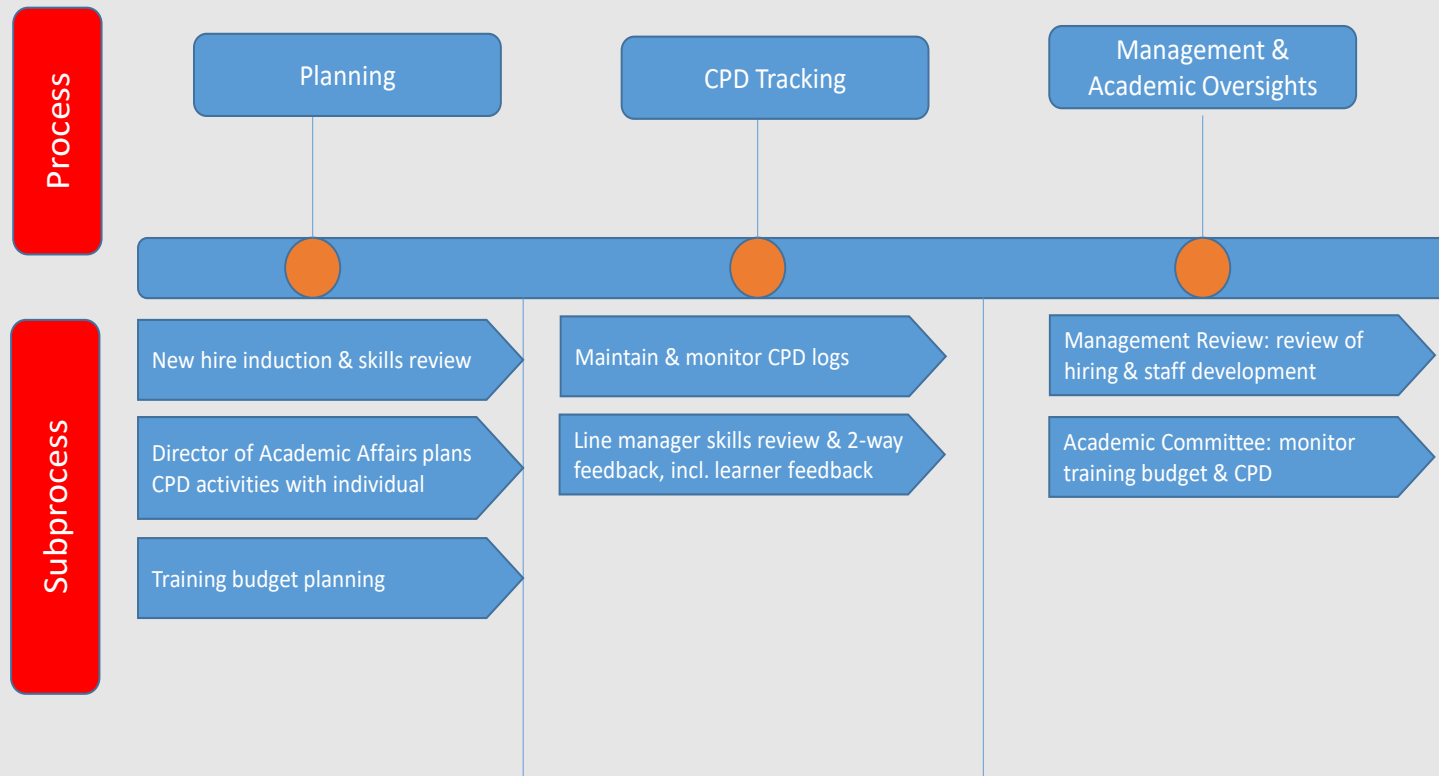 Process
Planning
CPD Tracking
Management &
Academic Oversights
Subprocess
New hire induction & skills review
Director of Academic Affairs plans
CPD activities with individual
Training budget planning
Maintain & monitor CPD logs
Line manager skills review & 2-way
feedback, incl. learner feedback
Management Review: review of
hiring & staff development
Academic Committee: monitor
training budget & CPD